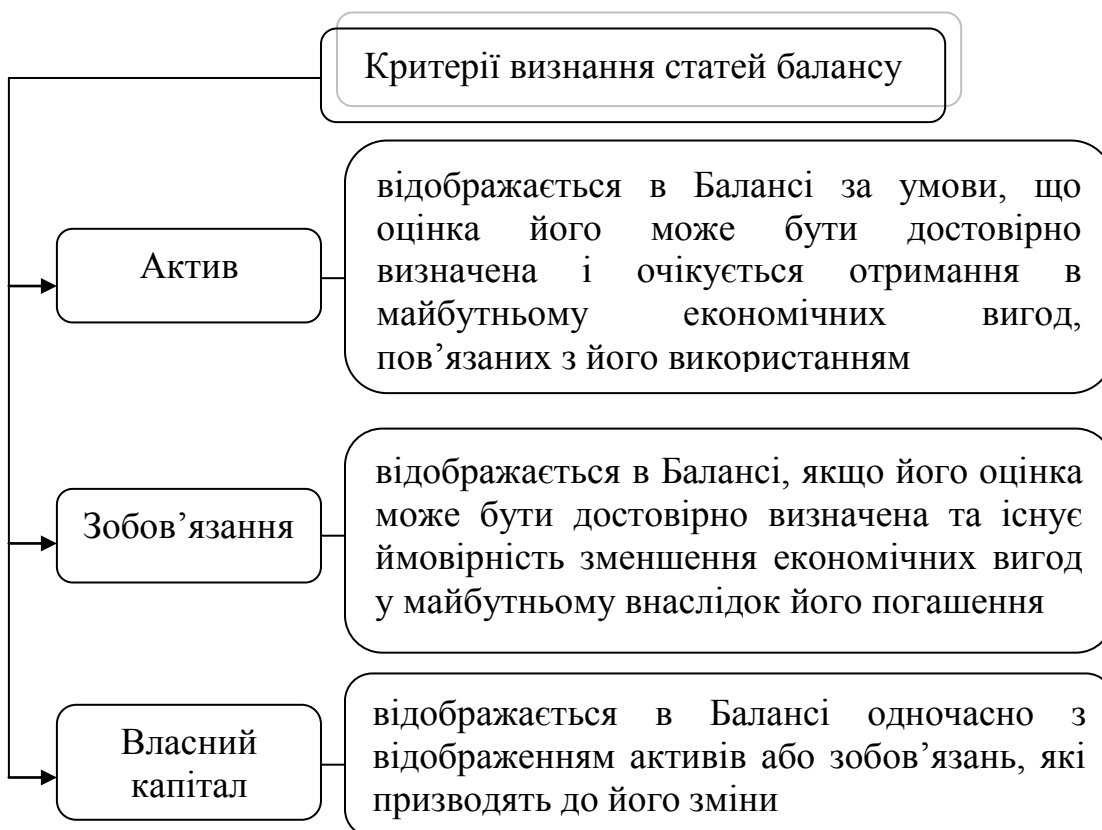 Критерії визнання статей балансу
Актив
відображається в Балансі за умови, що
оцінка його може бути достовірно
визначена і очікується отримання в
майбутньому економічних вигод,
пов’язаних з його використанням
Зобов’язання
відображається в Балансі, якщо його оцінка
може бути достовірно визначена та існує
ймовірність зменшення економічних вигод
у майбутньому внаслідок його погашення
Власний
капітал
відображається в Балансі одночасно з
відображенням активів або зобов’язань, які
призводять до його зміни